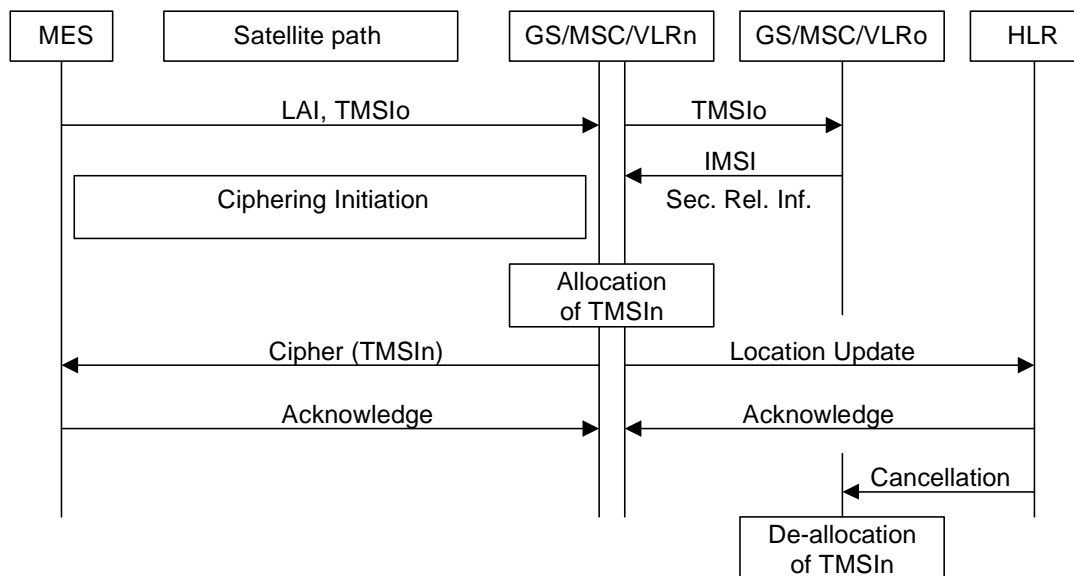 MES
Satellite path
GS/MSC/VLRn
GS/MSC/VLRo
HLR
LAI, TMSIo
TMSIo
IMSI
Ciphering Initiation
Sec. Rel. Inf.
Allocation
of TMSIn
Cipher (TMSIn)
Location Update
Acknowledge
Acknowledge
Cancellation
De-allocation
of TMSIn